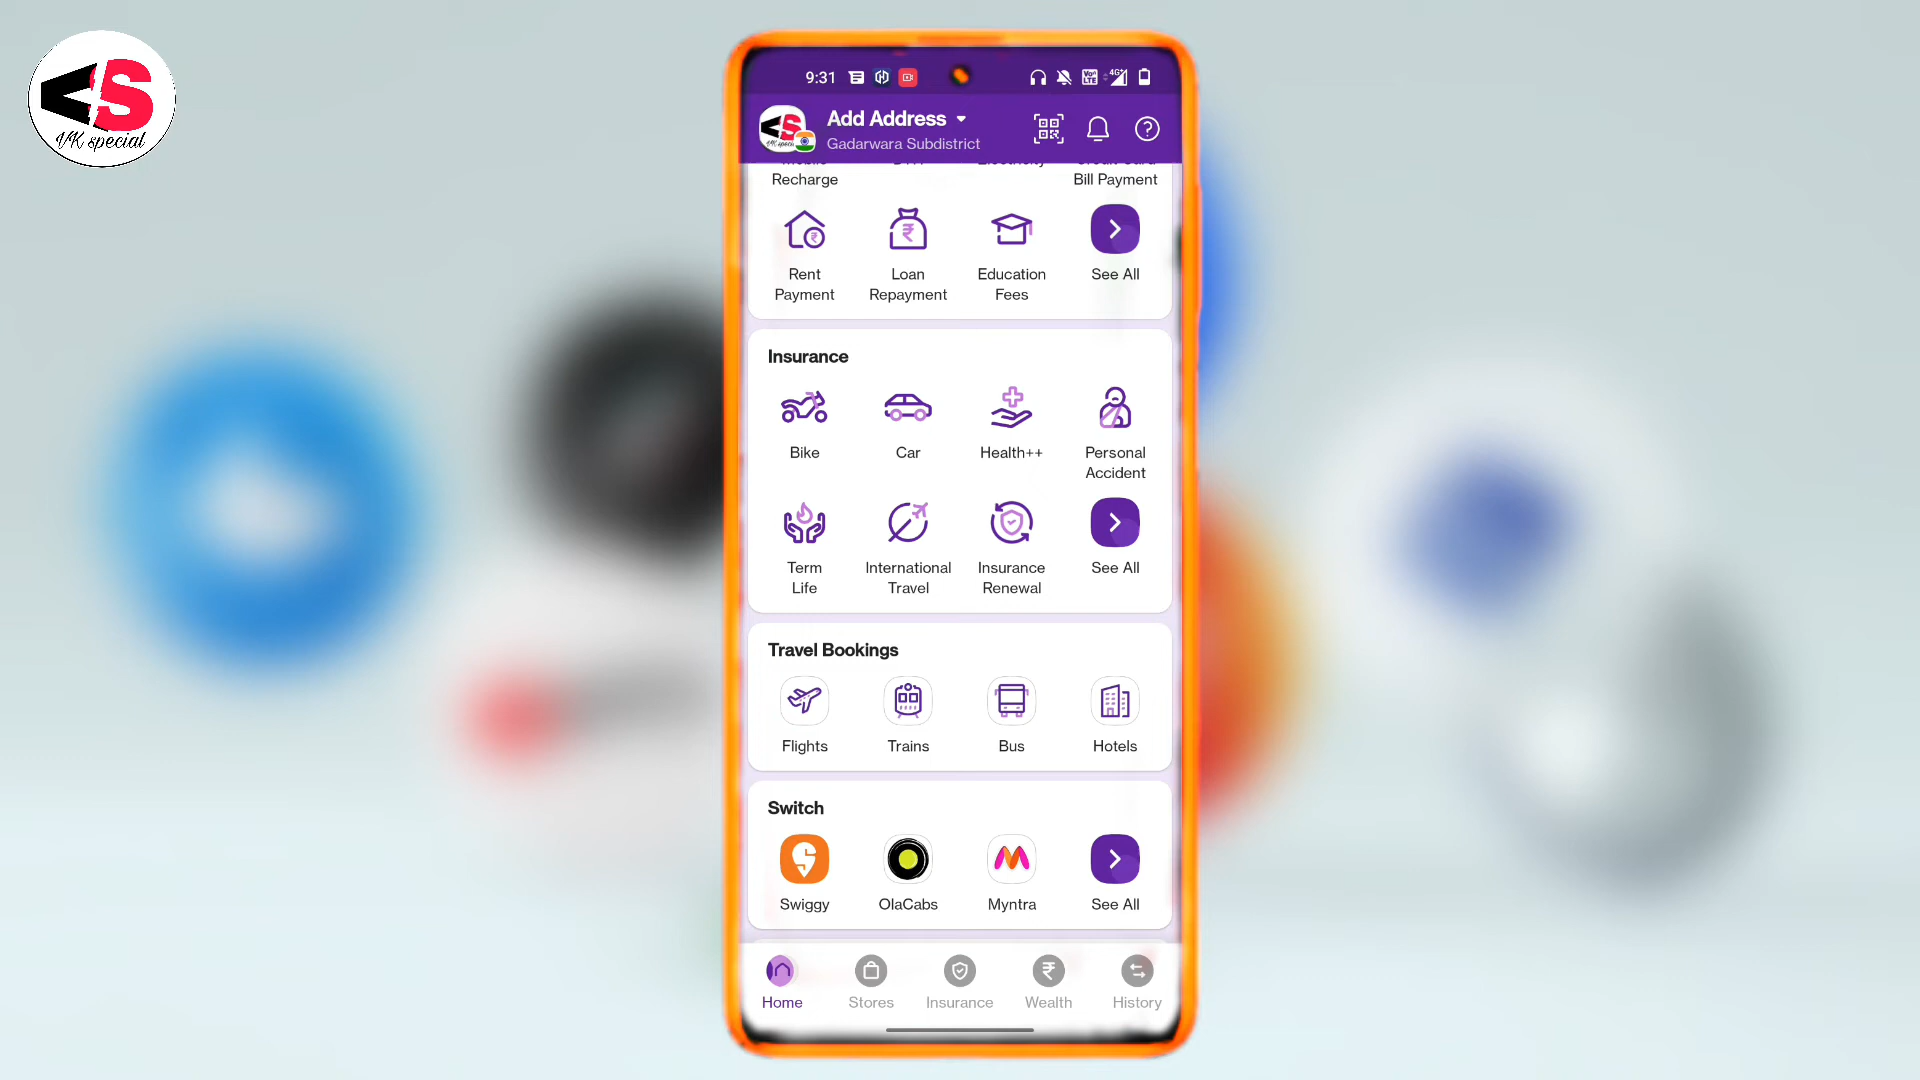 VK special
9:31
Add Address
Gadarwara Subdistrict
Recharge
Bill Payment
Rent
Payment
Loan
Repayment
Education
Fees
See All
Insurance
Bike
Car
Health++
Personal
Accident
Term
Life
International
Travel
Insurance
Renewal
See All
Travel Bookings
Flights
Trains
Bus
Hotels
Switch
Swiggy
OlaCabs
Myntra
See All
Home
Stores
Insurance
Wealth
History